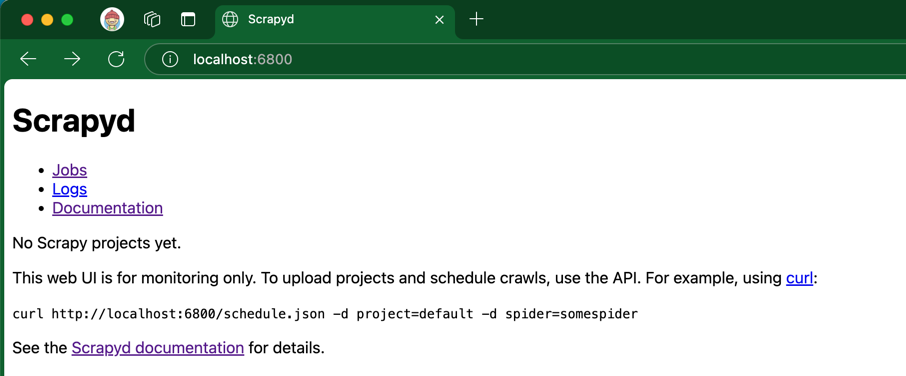 Scrapyd
localhost:6800
Scrapyd
Jobs
Logs
Documentation
No Scrapy projects yet.
This web UI is for monitoring only. To upload projects and schedule crawls, use the API. For example, using curl:
curl http://localhost:6800/schedule.json -d project=default -d spider=somespider
See the Scrapyd documentation for details.